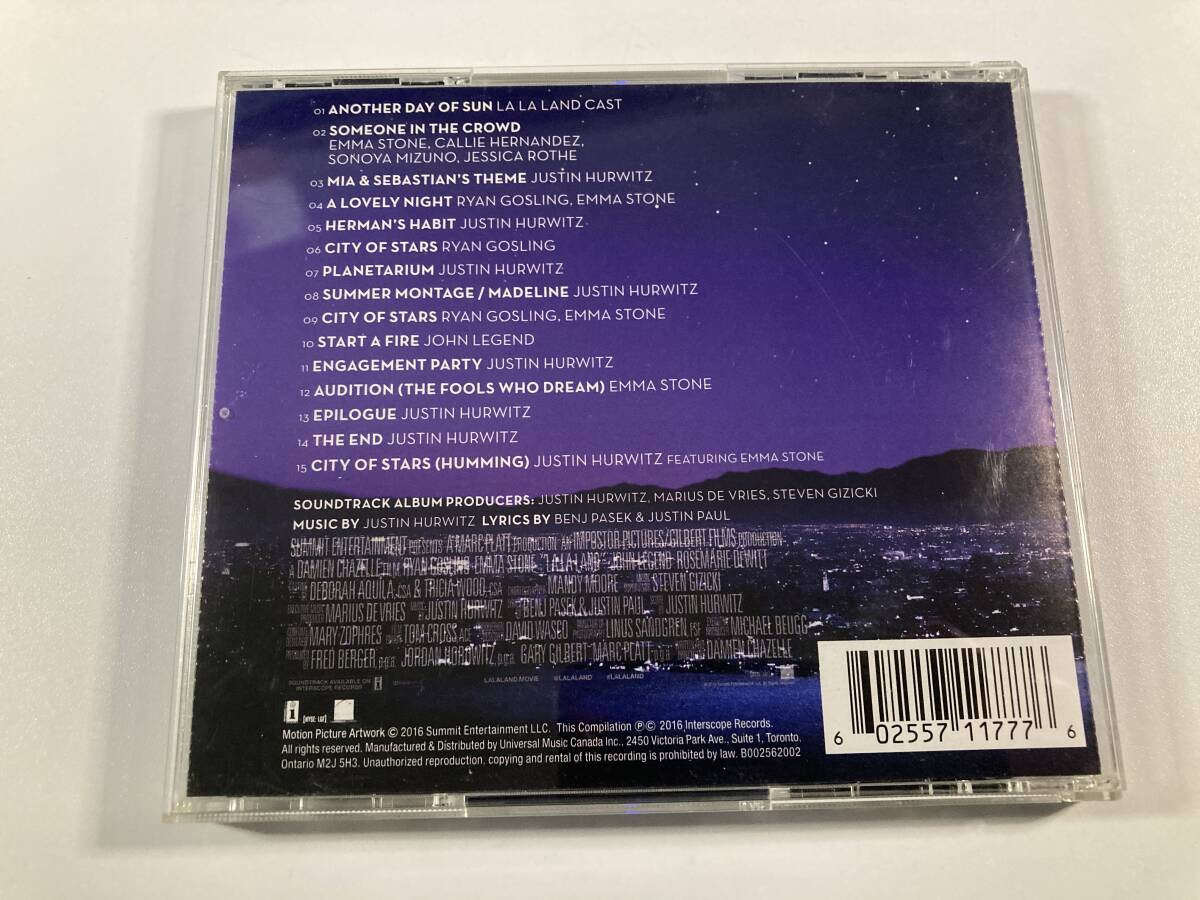 01 ANOTHER DAY OF SUN LA LA LAND CAST
02 SOMEONE IN THE CROWD
EMMA STONE, CALLIE HERNANDEZ,
SONOYA MIZUNO, JESSICA ROTHE
03 MIA & SEBASTIAN'S THEME JUSTIN HURWITZ
04 A LOVELY NIGHT RYAN GOSLING, EMMA STONE
05 HERMAN'S HABIT JUSTIN HURWITZ
06 CITY OF STARS RYAN GOSLING
07 PLANETARIUM JUSTIN HURWITZ
08 SUMMER MONTAGE / MADELINE JUSTIN HURWITZ
09 CITY OF STARS RYAN GOSLING, EMMA STONE
10 START A FIRE JOHN LEGEND
11 ENGAGEMENT PARTY JUSTIN HURWITZ
12 AUDITION (THE FOOLS WHO DREAM) EMMA STONE
13 EPILOGUE JUSTIN HURWITZ
14 THE END JUSTIN HURWITZ
15 CITY OF STARS (HUMMING) JUSTIN HURWITZ FEATURING EMMA STONE
SOUNDTRACK ALBUM PRODUCERS: JUSTIN HURWITZ, MARIUS DE VRIES, STEVEN GIZICKI
MUSIC BY JUSTIN HURWITZ LYRICS BY BENJ PASEK & JUSTIN PAUL
SUMMIT ENTERTAINMENT PRESENTS A MARC PLATT PRODUCTION AN IMPOSTOR PICTURES/GILBERT FILMS PRODUCTION
A DAMIEN CHAZELLE FILM RYAN GOSLING EMMA STONE "LA LA LAND" JOHN LEGEND ROSEMARIE DEWITT
DEBORAH AQUILA, CSA & TRICIA WOOD, CSA MANDY MOORE STEVEN GIZICKI
EXECUTIVE MUSIC MARIUS DE VRIES JUSTIN HURWITZ BENJ PASEK & JUSTIN PAUL JUSTIN HURWITZ
MARY ZOPHRES TOM CROSS, ACE DAVID WASCO LINUS SANDGREN, FSF MICHAEL BEUGG
FRED BERGER, p.g.a. JORDAN HOROWITZ, p.g.a. GARY GILBERT MARC PLATT, p.g.a. DAMIEN CHAZELLE
SOUNDTRACK AVAILABLE ON
INTERSCOPE RECORDS
LALALAND.MOVIE @LALALAND #LALALAND
i [NYSE: LGF]
Motion Picture Artwork © 2016 Summit Entertainment LLC. This Compilation ℗© 2016 Interscope Records.
All rights reserved. Manufactured & Distributed by Universal Music Canada Inc., 2450 Victoria Park Ave., Suite 1, Toronto,
Ontario M2J 5H3. Unauthorized reproduction, copying and rental of this recording is prohibited by law. B002562002
6 02557 11777 6